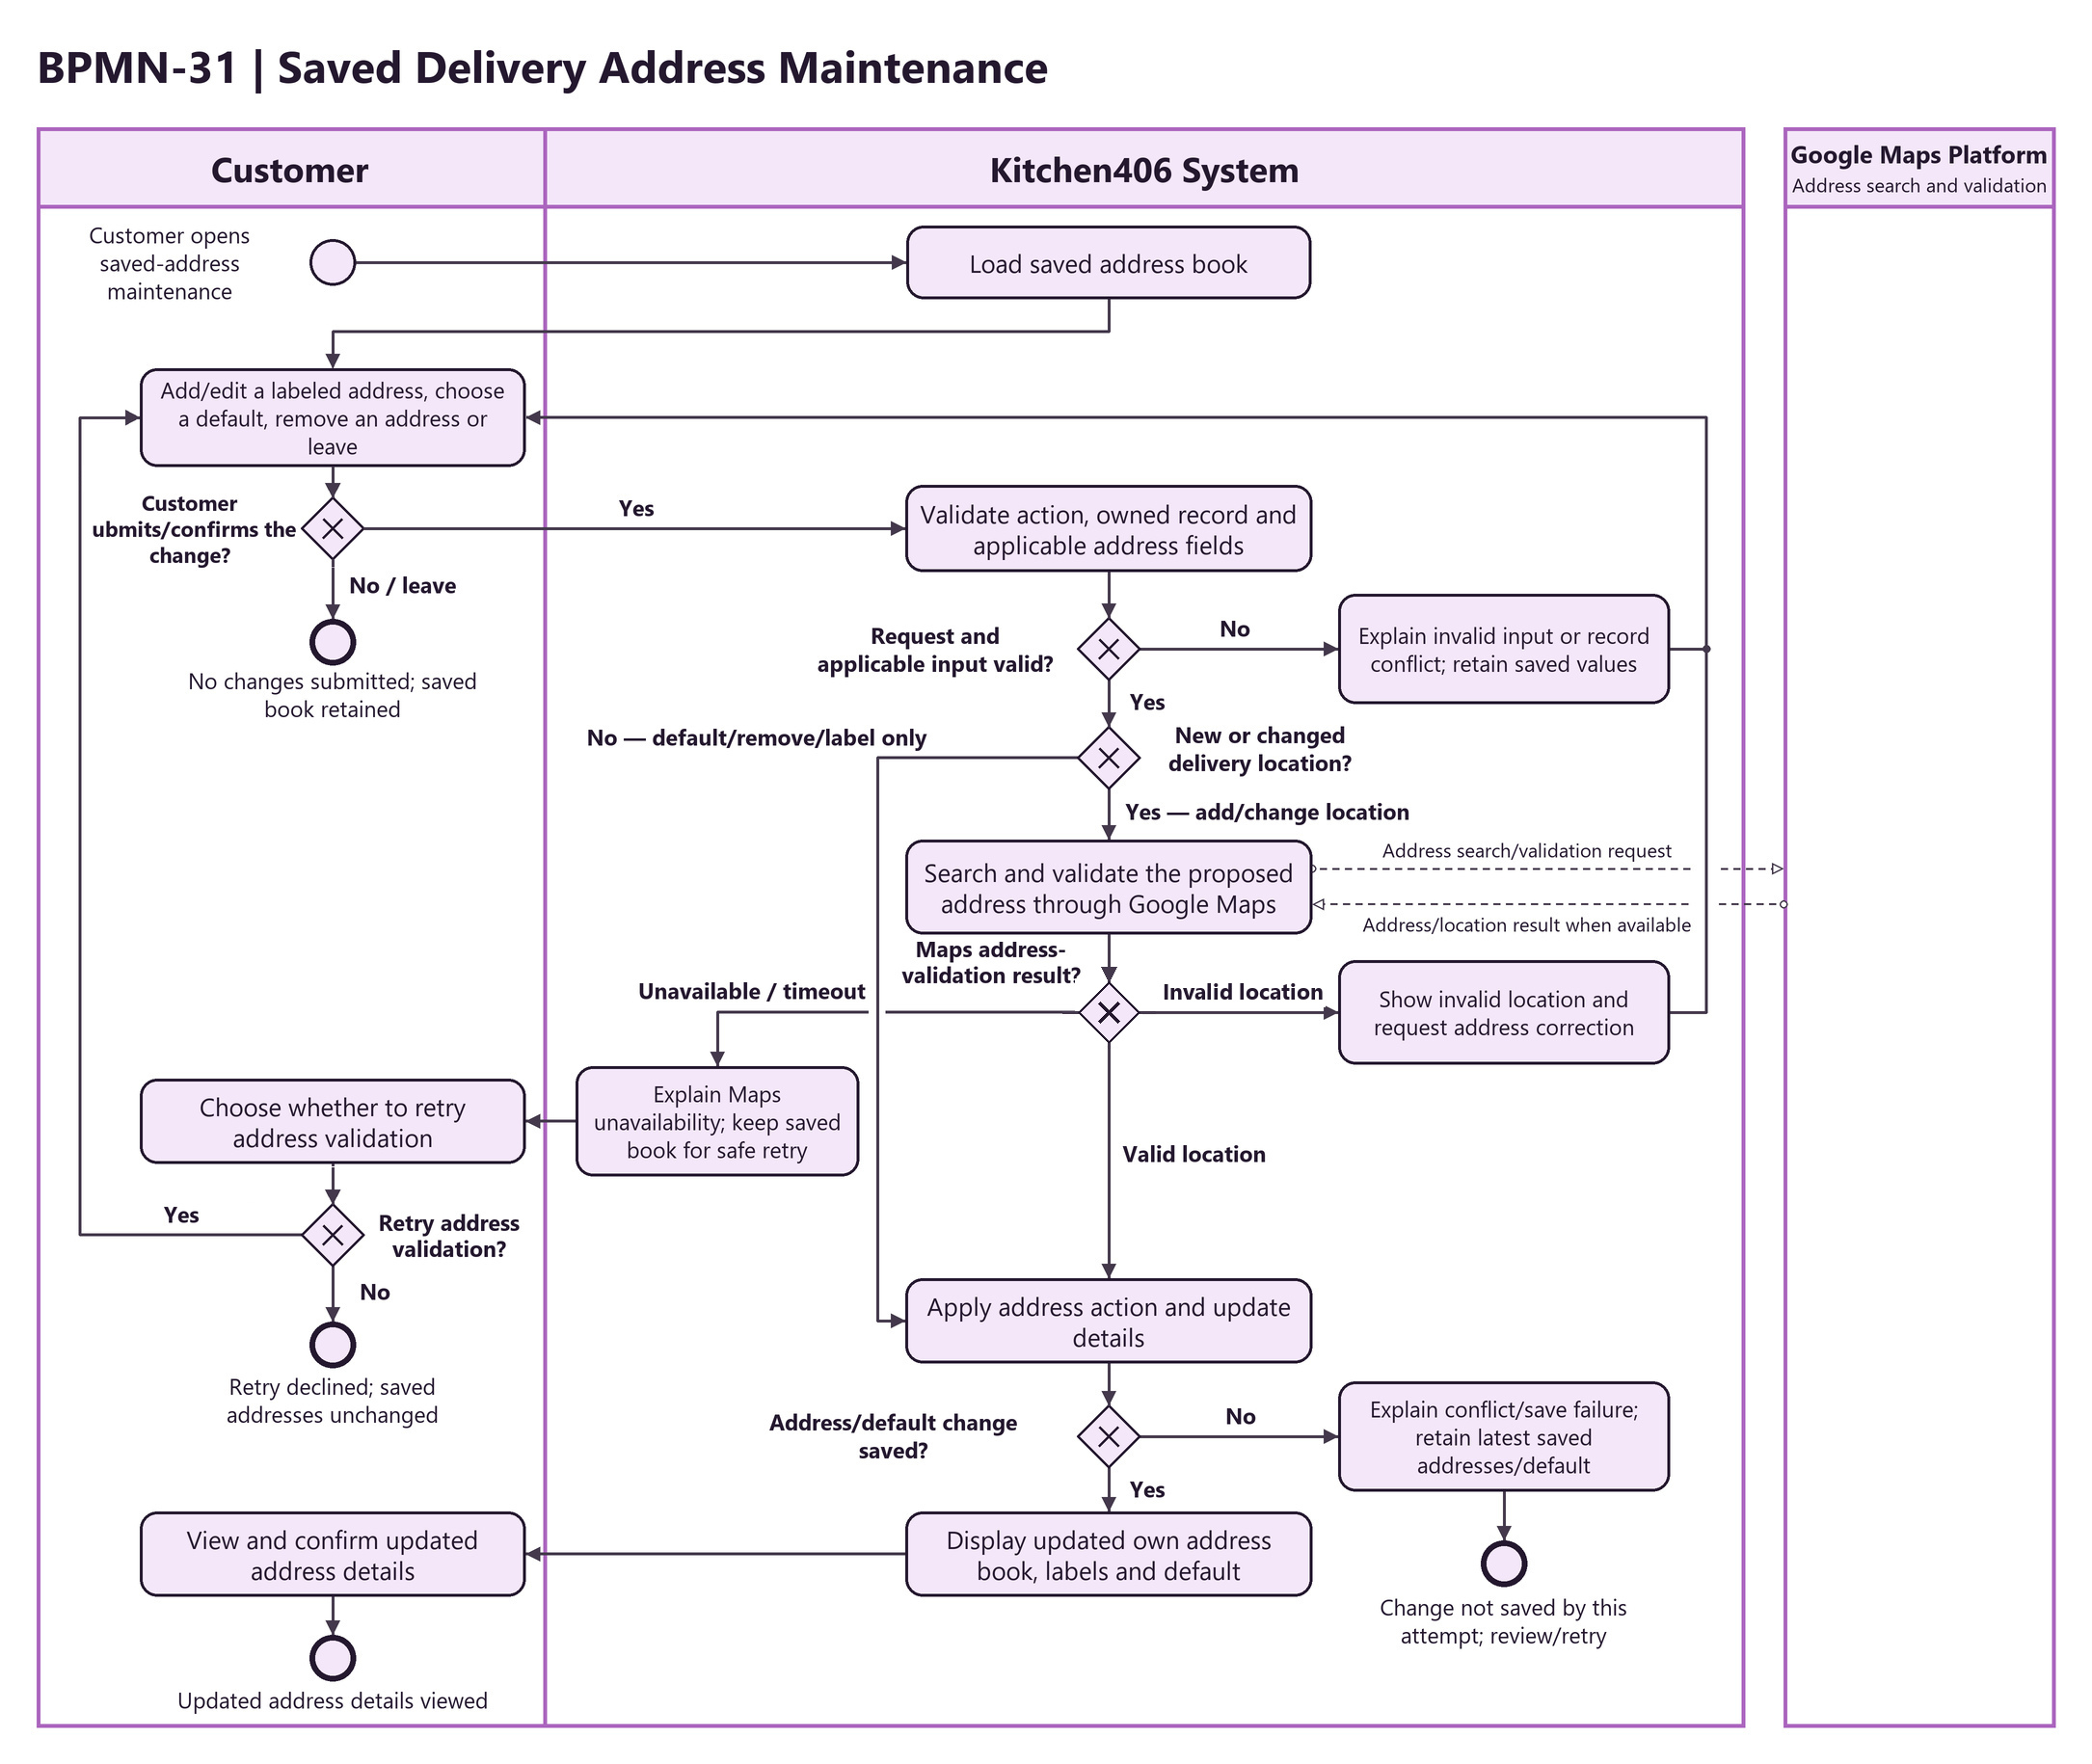 BPMN-31 | Saved Delivery Address Maintenance
Customer
Kitchen406 System
Google Maps Platform
Address search and validation
Customer opens
saved-address
maintenance
Load saved address book
Add/edit a labeled address, choose
a default, remove an address or
leave
Customer
ubmits/confirms the
change?
Yes
Validate action, owned record and
applicable address fields
No / leave
No changes submitted; saved
book retained
Request and
applicable input valid?
No
Explain invalid input or record
conflict; retain saved values
Yes
No — default/remove/label only
New or changed
delivery location?
Yes — add/change location
Search and validate the proposed
address through Google Maps
Address search/validation request
Address/location result when available
Maps address-
validation result?
Unavailable / timeout
Invalid location
Show invalid location and
request address correction
Explain Maps
unavailability; keep saved
book for safe retry
Choose whether to retry
address validation
Valid location
Yes
Retry address
validation?
No
Retry declined; saved
addresses unchanged
Apply address action and update
details
Address/default change
saved?
No
Explain conflict/save failure;
retain latest saved
addresses/default
Yes
Display updated own address
book, labels and default
View and confirm updated
address details
Change not saved by this
attempt; review/retry
Updated address details viewed